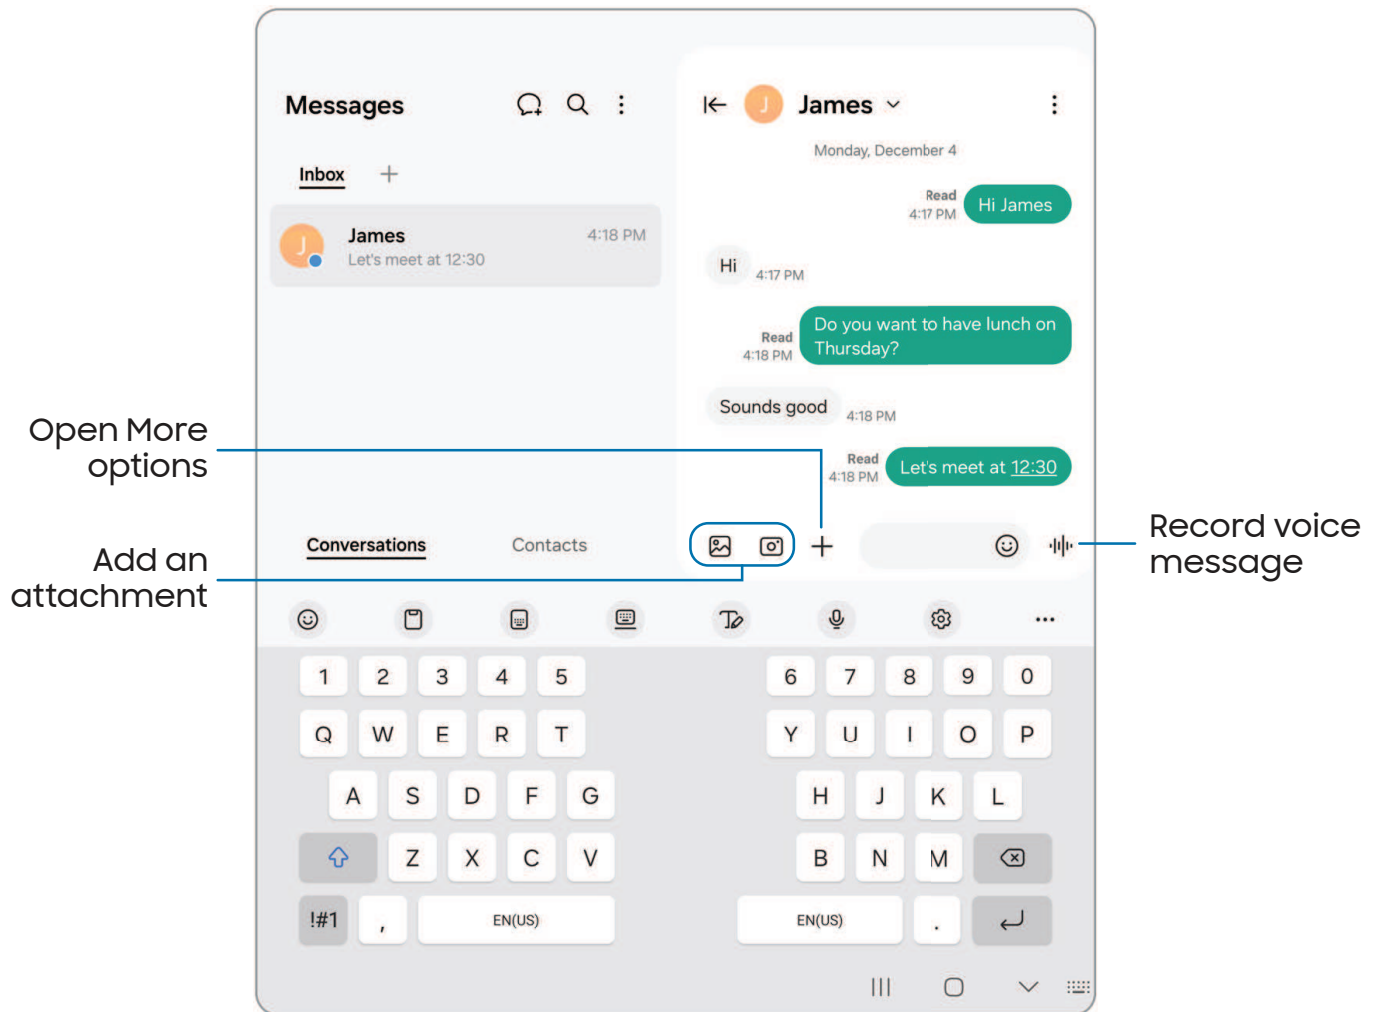 Messages
Inbox
J
James
4:18 PM
Let's meet at 12:30
Conversations
Contacts
J
James
Monday, December 4
Read
4:17 PM
Hi James
Hi
4:17 PM
Do you want to have lunch on
Thursday?
Read
4:18 PM
Sounds good
4:18 PM
Read
4:18 PM
Let's meet at 12:30
Open More
options
Add an
attachment
Record voice
message
1 2 3 4 5 6 7 8 9 0
Q W E R T Y U I O P
A S D F G H J K L
Z X C V B N M
!#1 , EN(US) EN(US) .